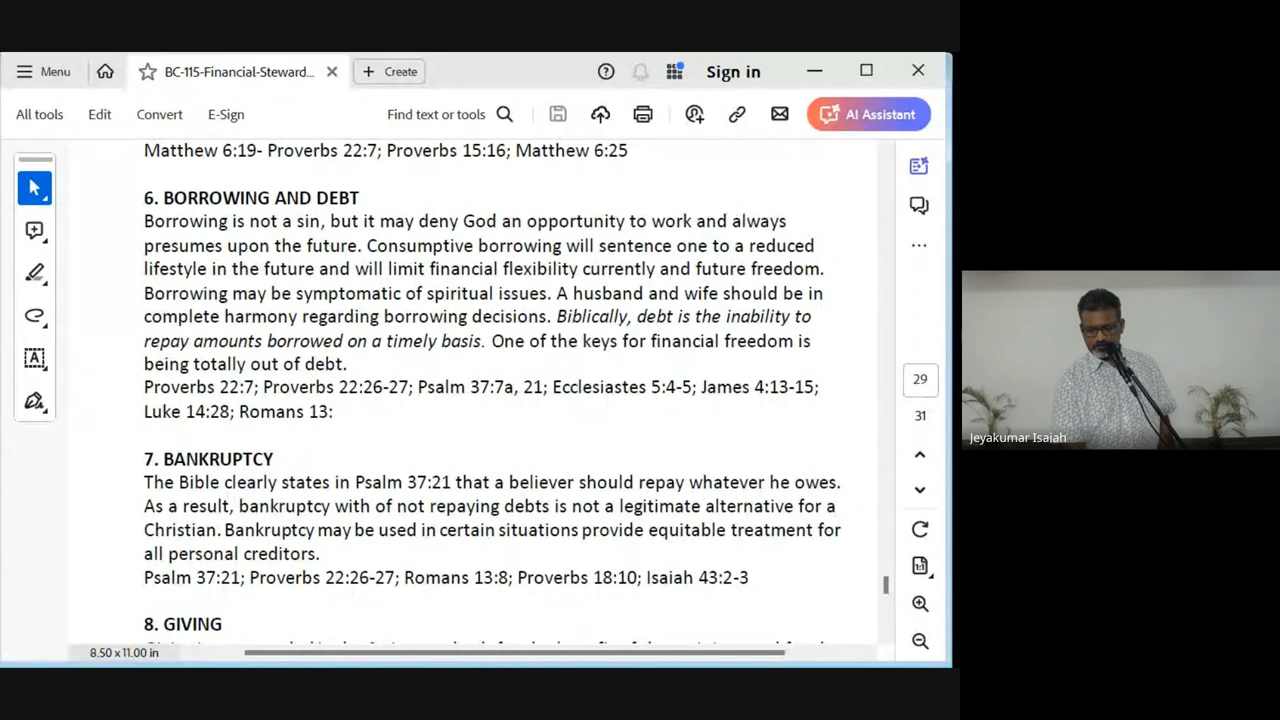 Menu
BC-115-Financial-Steward...
Create
Sign in
All tools
Edit
Convert
E-Sign
Find text or tools
AI Assistant
Matthew 6:19- Proverbs 22:7; Proverbs 15:16; Matthew 6:25
6. BORROWING AND DEBT
Borrowing is not a sin, but it may deny God an opportunity to work and always
presumes upon the future. Consumptive borrowing will sentence one to a reduced
lifestyle in the future and will limit financial flexibility currently and future freedom.
Borrowing may be symptomatic of spiritual issues. A husband and wife should be in
complete harmony regarding borrowing decisions. Biblically, debt is the inability to
repay amounts borrowed on a timely basis. One of the keys for financial freedom is
being totally out of debt.
Proverbs 22:7; Proverbs 22:26-27; Psalm 37:7a, 21; Ecclesiastes 5:4-5; James 4:13-15;
Luke 14:28; Romans 13:
7. BANKRUPTCY
The Bible clearly states in Psalm 37:21 that a believer should repay whatever he owes.
As a result, bankruptcy with of not repaying debts is not a legitimate alternative for a
Christian. Bankruptcy may be used in certain situations provide equitable treatment for
all personal creditors.
Psalm 37:21; Proverbs 22:26-27; Romans 13:8; Proverbs 18:10; Isaiah 43:2-3
8. GIVING
8.50 x 11.00 in
29
31
1:1
Jeyakumar Isaiah